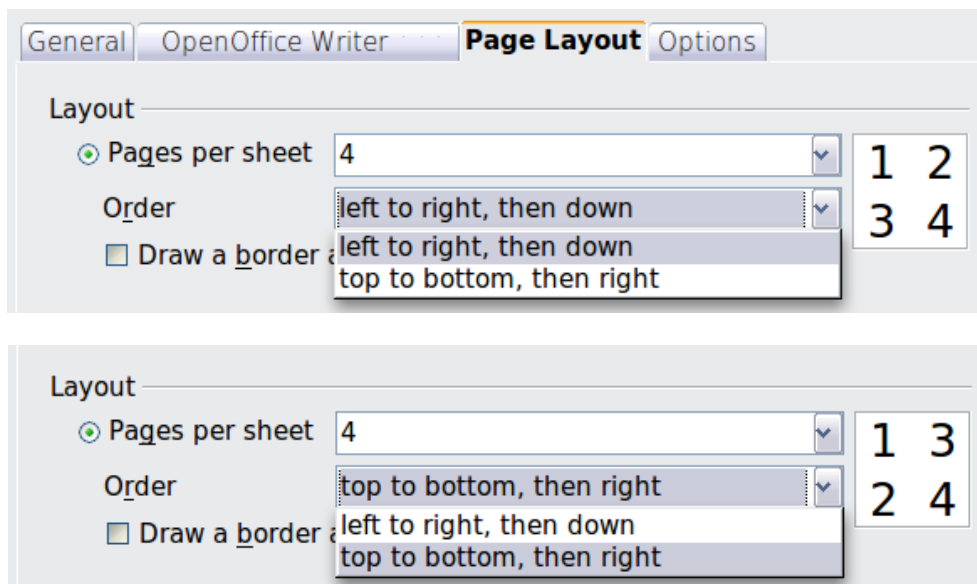 General OpenOffice Writer Page Layout Options
Layout
Pages per sheet 4
1 2
Order left to right, then down
3 4
Draw a border
left to right, then down
top to bottom, then right
Layout
Pages per sheet 4
1 3
Order top to bottom, then right
2 4
Draw a border
left to right, then down
top to bottom, then right